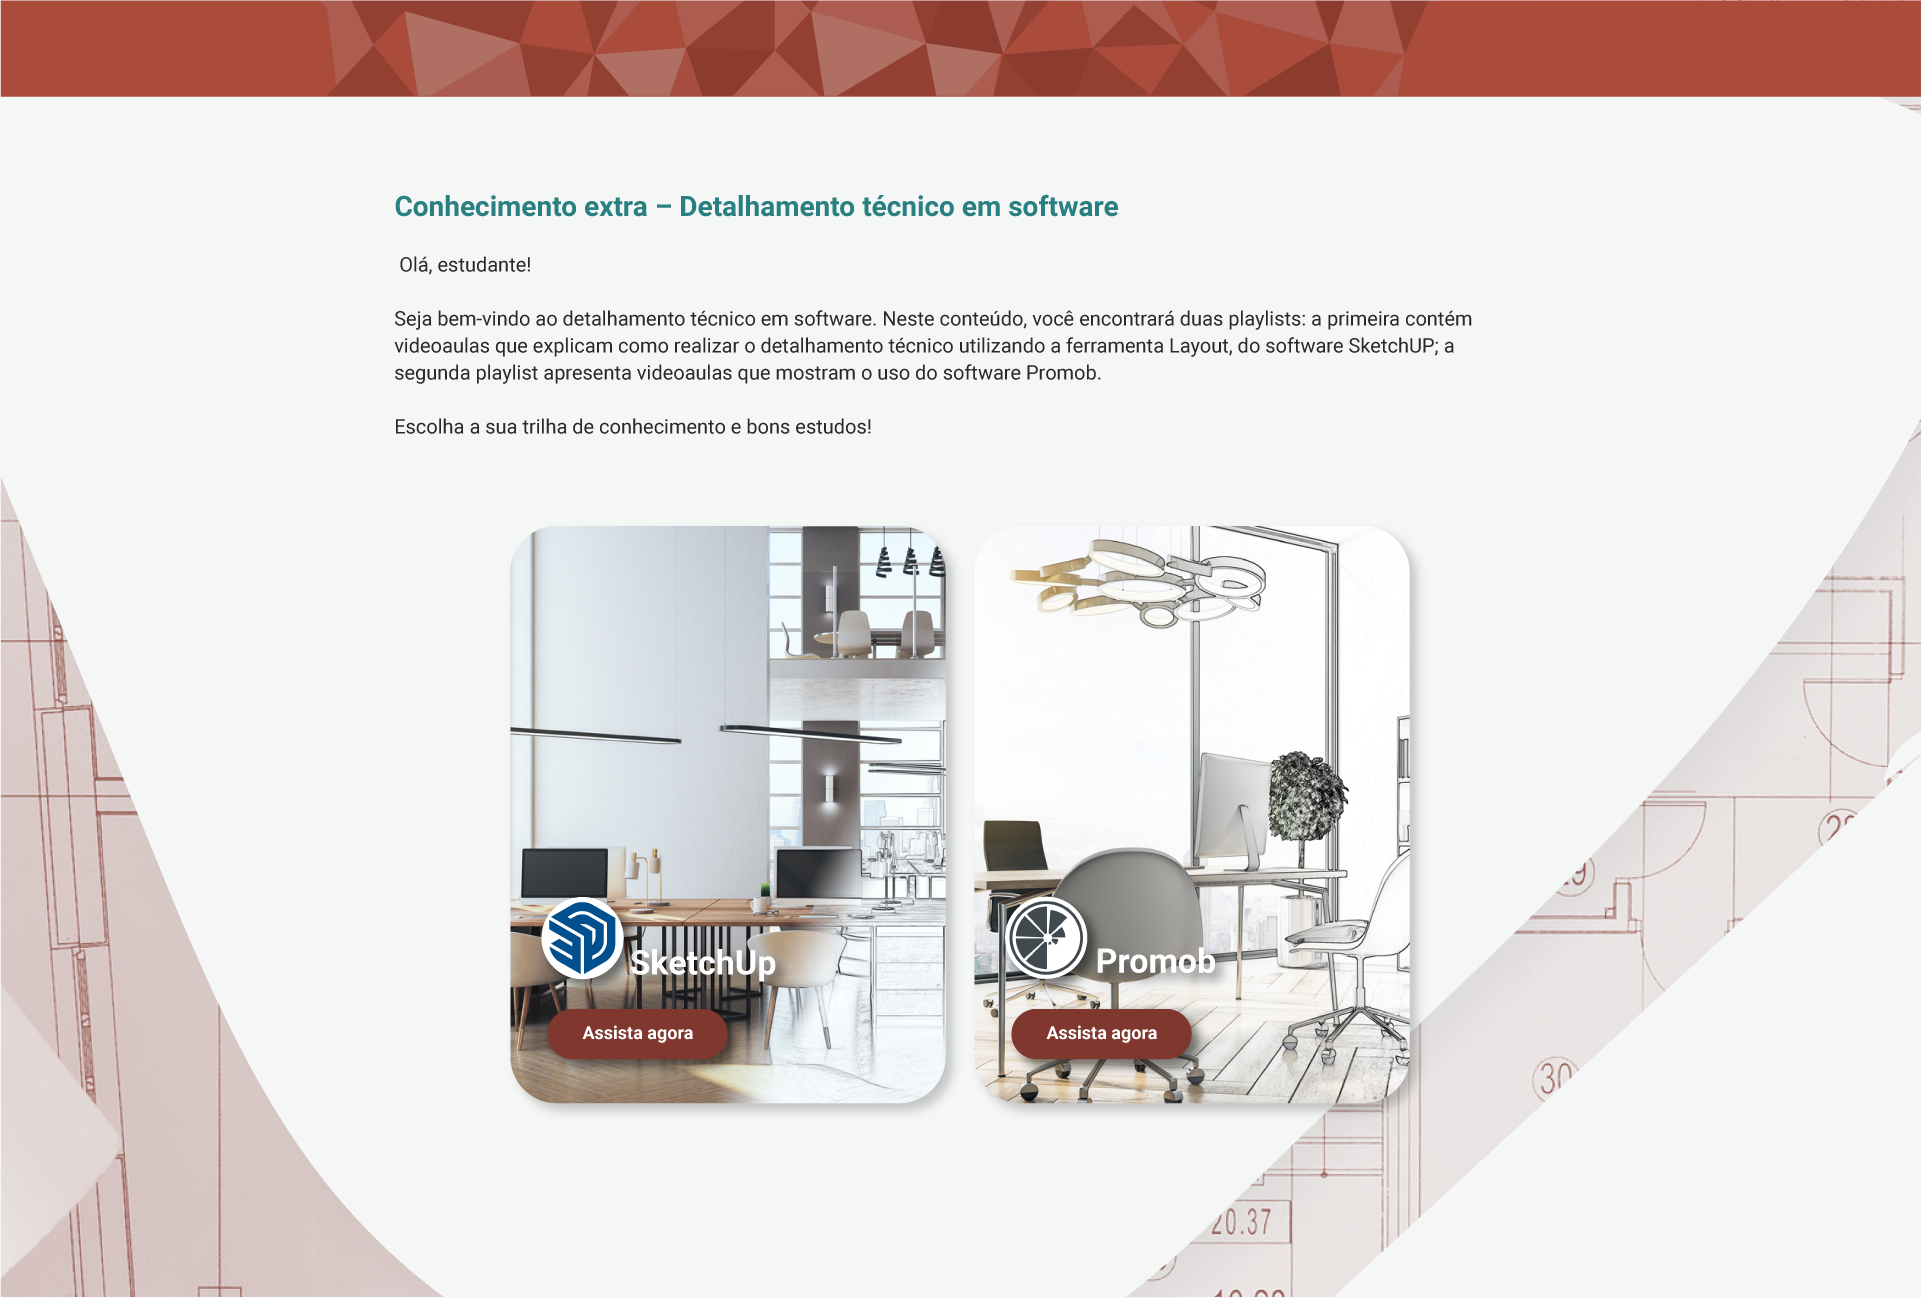 Conhecimento extra – Detalhamento técnico em software
Olá, estudante!
Seja bem-vindo ao detalhamento técnico em software. Neste conteúdo, você encontrará duas playlists: a primeira contém
videoaulas que explicam como realizar o detalhamento técnico utilizando a ferramenta Layout, do software SketchUP; a
segunda playlist apresenta videoaulas que mostram o uso do software Promob.
Escolha a sua trilha de conhecimento e bons estudos!
SketchUp
Promob
Assista agora
Assista agora
30
20.37